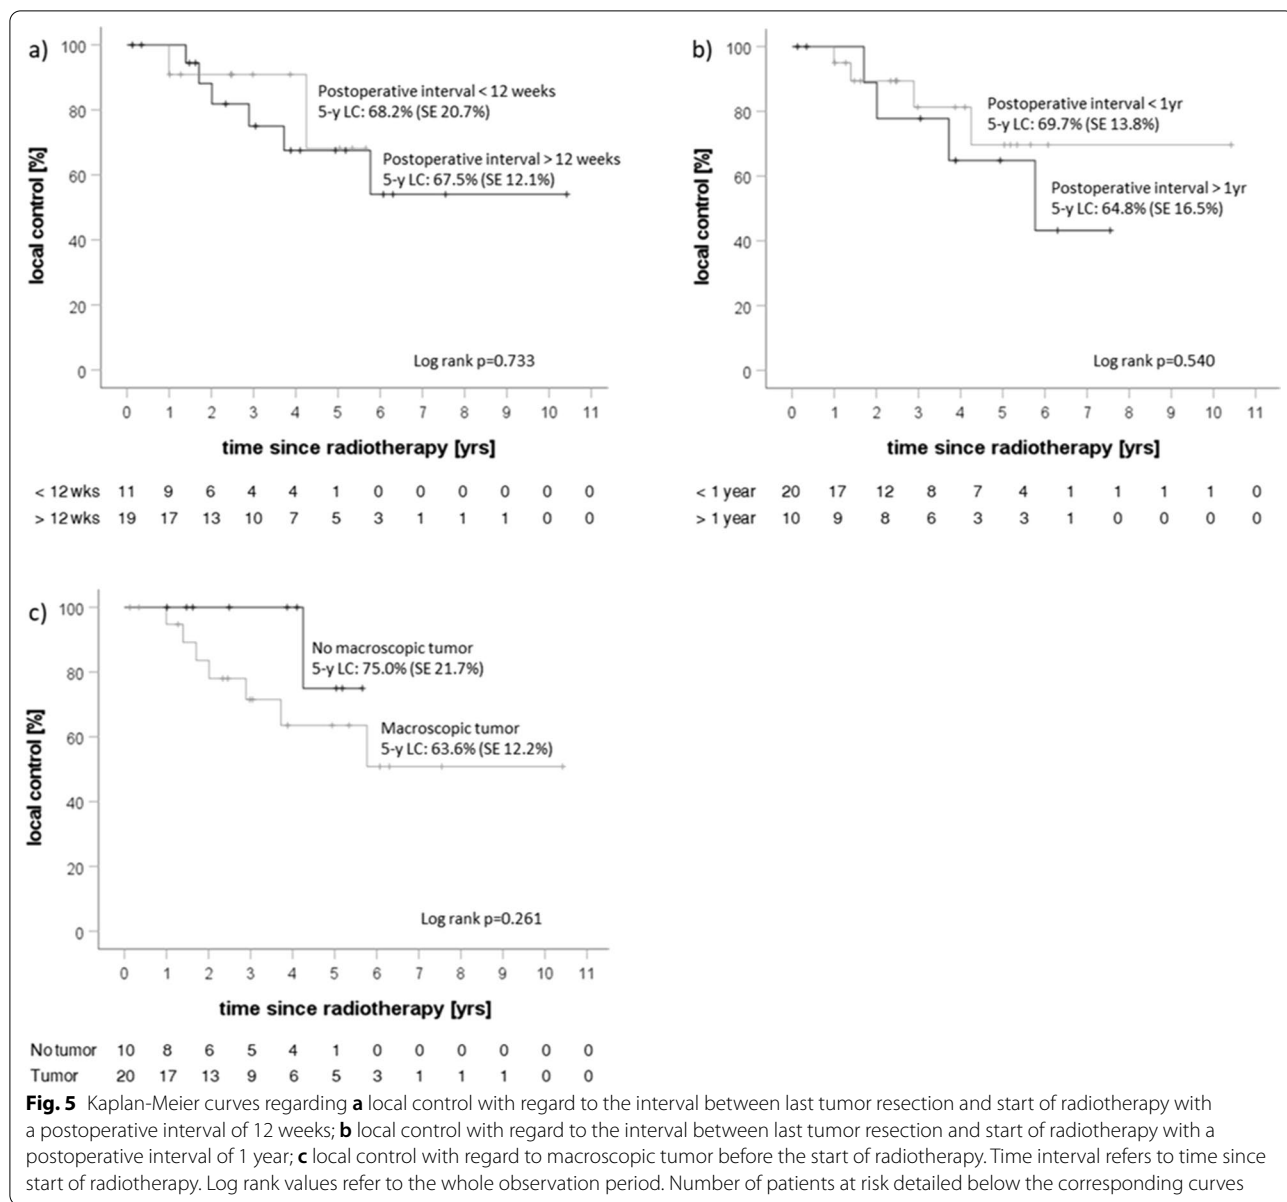 a)
100
80
60
40
20
0
local control [%]
Postoperative interval < 12 weeks
5-y LC: 68.2% (SE 20.7%)
Postoperative interval > 12 weeks
5-y LC: 67.5% (SE 12.1%)
Log rank p=0.733
0 1 2 3 4 5 6 7 8 9 10 11
time since radiotherapy [yrs]
< 12wks 11 9 6 4 4 1 0 0 0 0 0 0
> 12wks 19 17 13 10 7 5 3 1 1 1 0 0
b)
100
80
60
40
20
0
local control [%]
Postoperative interval < 1yr
5-y LC: 69.7% (SE 13.8%)
Postoperative interval > 1yr
5-y LC: 64.8% (SE 16.5%)
Log rank p=0.540
0 1 2 3 4 5 6 7 8 9 10 11
time since radiotherapy [yrs]
< 1 year 20 17 12 8 7 4 1 1 1 1 0
> 1 year 10 9 8 6 3 3 1 0 0 0 0
c)
100
80
60
40
20
0
local control [%]
No macroscopic tumor
5-y LC: 75.0% (SE 21.7%)
Macroscopic tumor
5-y LC: 63.6% (SE 12.2%)
Log rank p=0.261
0 1 2 3 4 5 6 7 8 9 10 11
time since radiotherapy [yrs]
No tumor 10 8 6 5 4 1 0 0 0 0 0 0
Tumor 20 17 13 9 6 5 3 1 1 1 0 0
Fig. 5 Kaplan-Meier curves regarding a local control with regard to the interval between last tumor resection and start of radiotherapy with
a postoperative interval of 12 weeks; b local control with regard to the interval between last tumor resection and start of radiotherapy with a
postoperative interval of 1 year; c local control with regard to macroscopic tumor before the start of radiotherapy. Time interval refers to time since
start of radiotherapy. Log rank values refer to the whole observation period. Number of patients at risk detailed below the corresponding curves